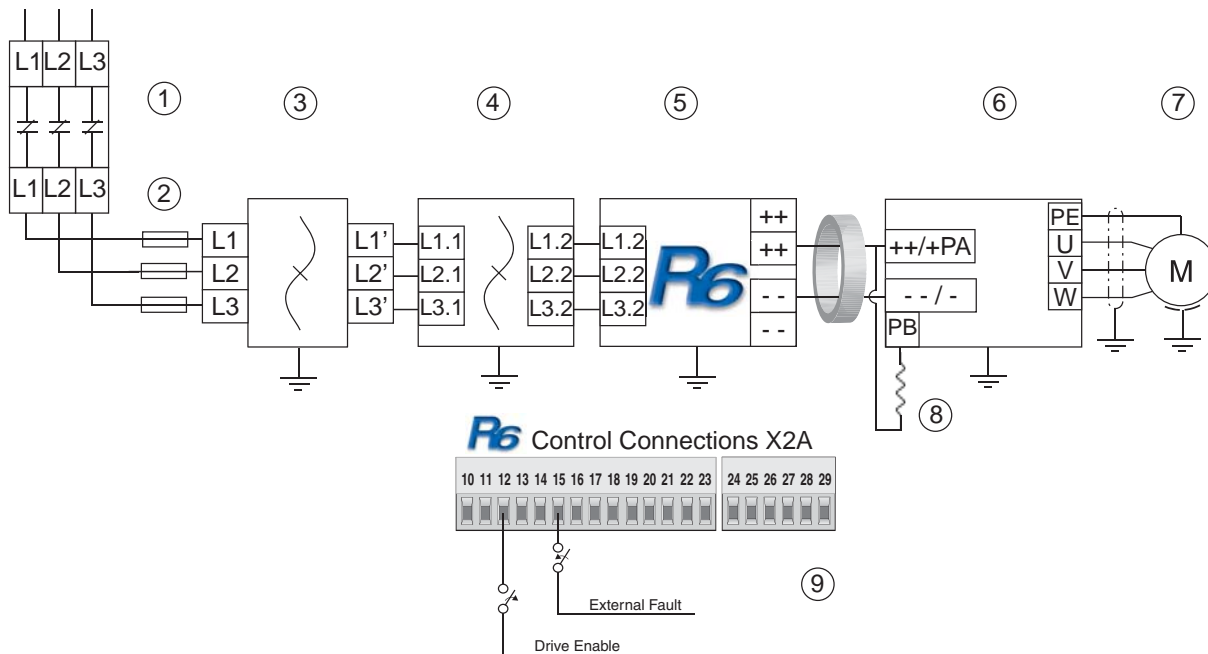 L1 L2 L3
1
3
4
5
6
7
L1 L2 L3
2
L1 L1' L1.1 L1.2 L1.2
L2 L2' L2.1 L2.2 L2.2
L3 L3' L3.1 L3.2 L3.2
R6
++
++
- -
- -
++/+PA
- - / -
PB
PE
U
V
W
M
8
R6 Control Connections X2A
10 11 12 13 14 15 16 17 18 19 20 21 22 23 24 25 26 27 28 29
9
External Fault
Drive Enable